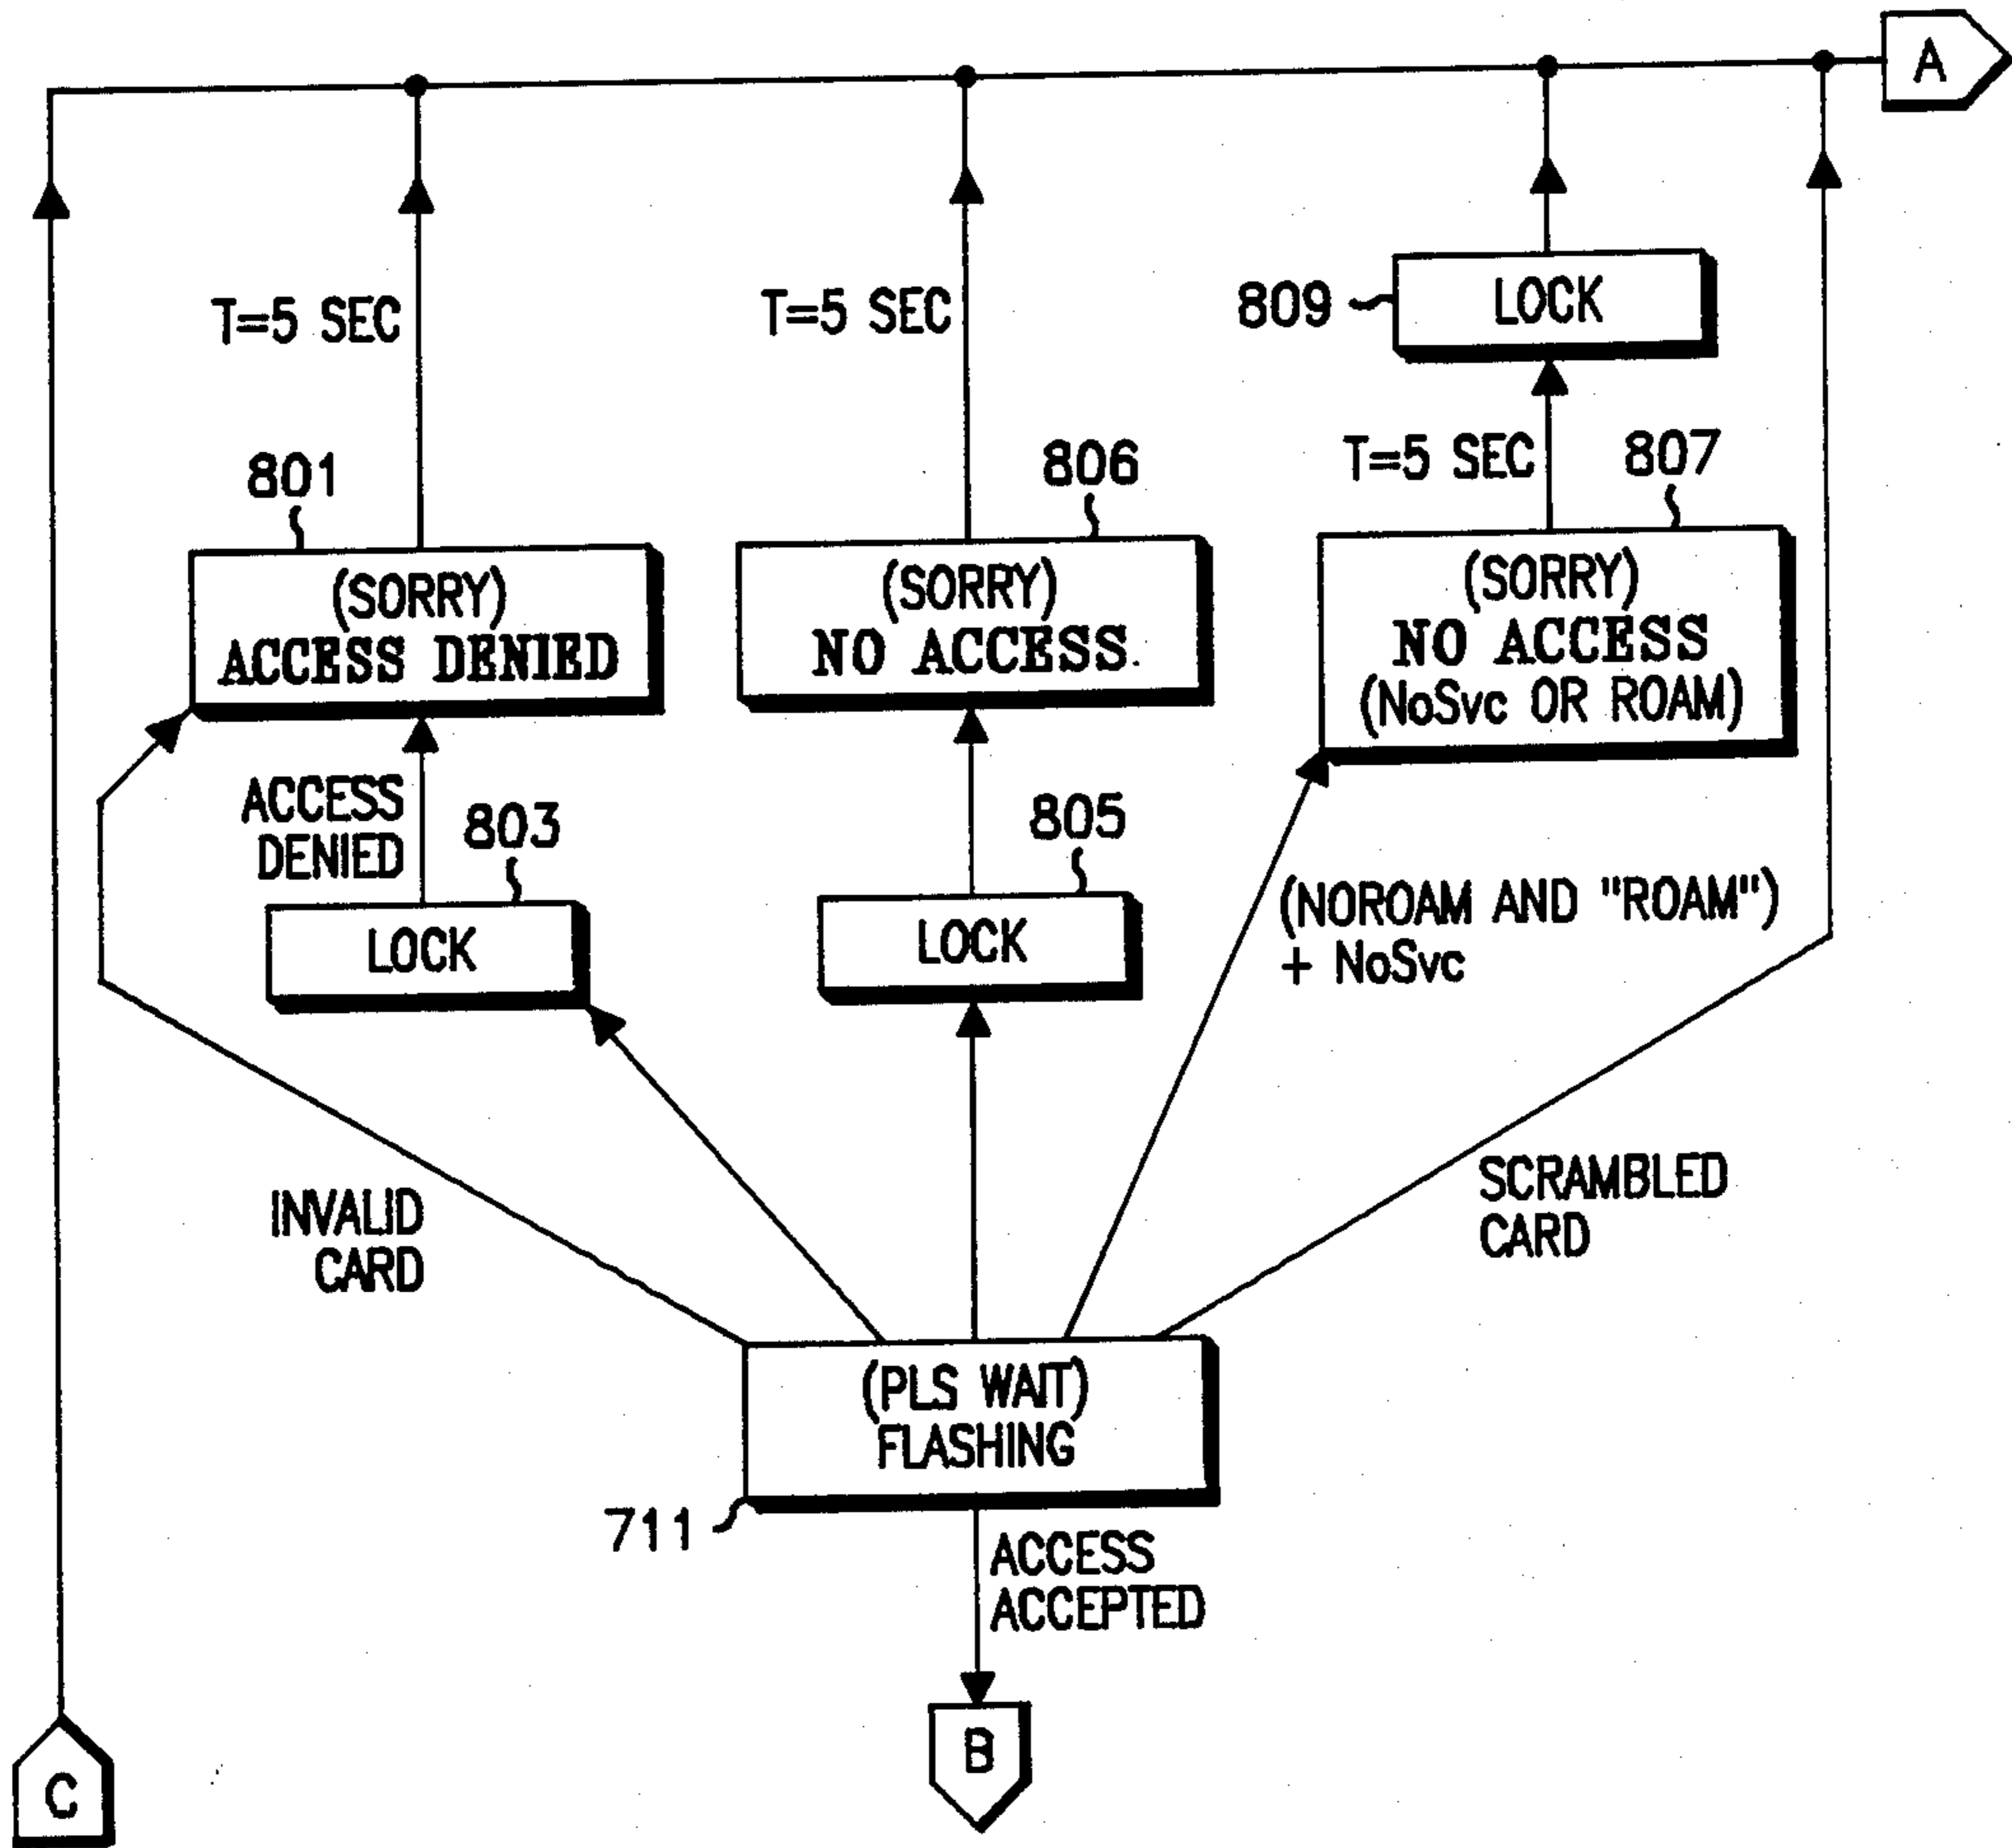 A
T=5 SEC
T=5 SEC
809
LOCK
801
806
T=5 SEC
807
(SORRY)
ACCESS DENIED
(SORRY)
NO ACCESS
(SORRY)
NO ACCESS
(NoSvc OR ROAM)
ACCESS
DENIED
803
805
LOCK
LOCK
(NOROAM AND "ROAM")
+ NoSvc
INVALID
CARD
SCRAMBLED
CARD
(PLS WAIT)
FLASHING
711
ACCESS
ACCEPTED
B
C